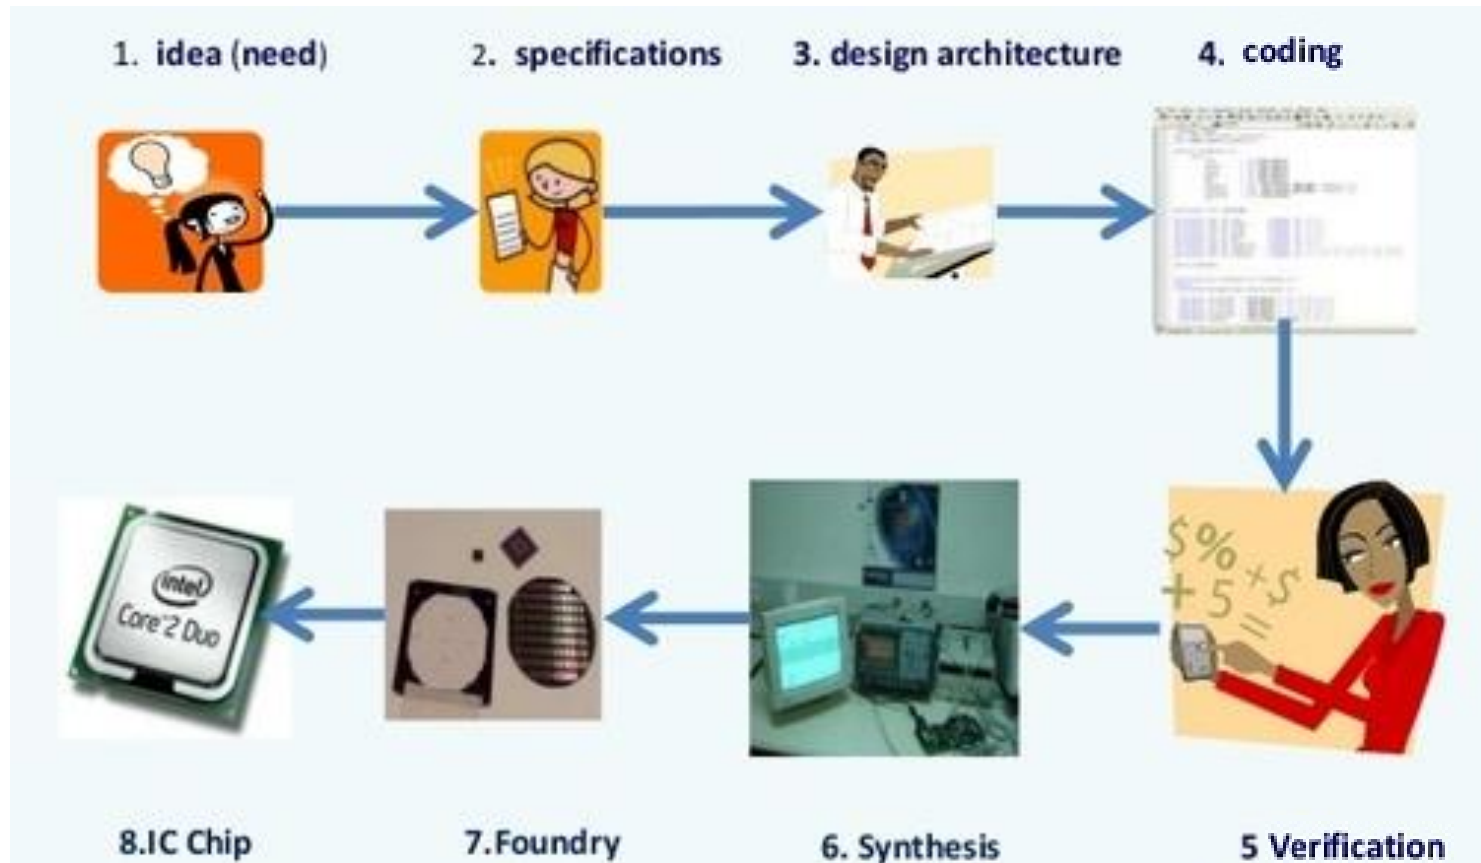 1. idea (need)
2. specifications
3. design architecture
4. coding
$%+$
+5=
intel
Core 2 Duo
8.IC Chip
7.Foundry
6. Synthesis
5 Verification